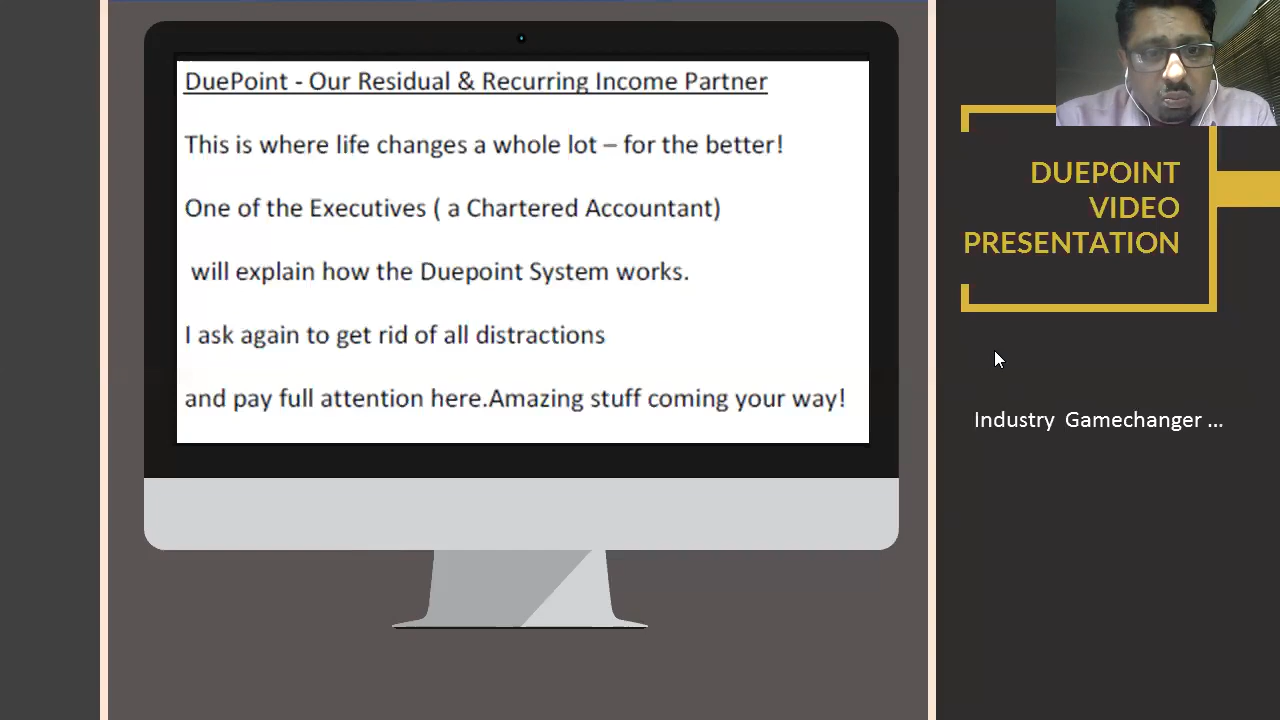 DuePoint - Our Residual & Recurring Income Partner
This is where life changes a whole lot – for the better!
One of the Executives ( a Chartered Accountant)
will explain how the Duepoint System works.
I ask again to get rid of all distractions
and pay full attention here.Amazing stuff coming your way!
DUEPOINT
VIDEO
PRESENTATION
Industry Gamechanger ...